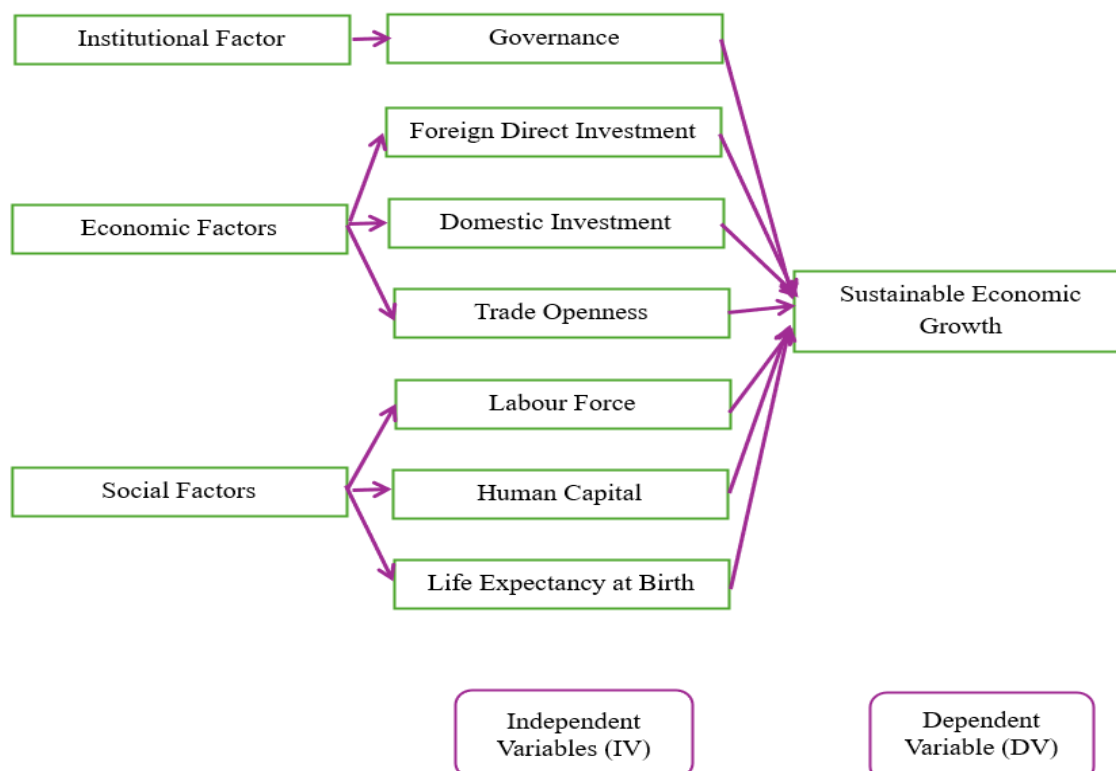 Institutional Factor
Governance
Foreign Direct Investment
Economic Factors
Domestic Investment
Trade Openness
Sustainable Economic
Growth
Labour Force
Social Factors
Human Capital
Life Expectancy at Birth
Independent
Variables (IV)
Dependent
Variable (DV)